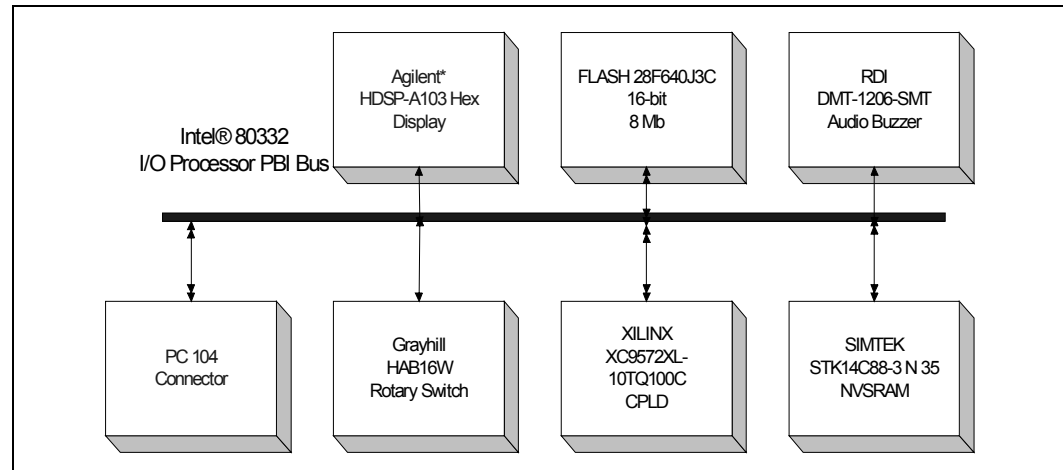 Agilent*
HDSP-A103 Hex
Display
FLASH 28F640J3C
16-bit
8 Mb
RDI
DMT-1206-SMT
Audio Buzzer
Intel® 80332
I/O Processor PBI Bus
PC 104
Connector
Grayhill
HAB16W
Rotary Switch
XILINX
XC9572XL-
10TQ100C
CPLD
SIMTEK
STK14C88-3 N 35
NVSRAM